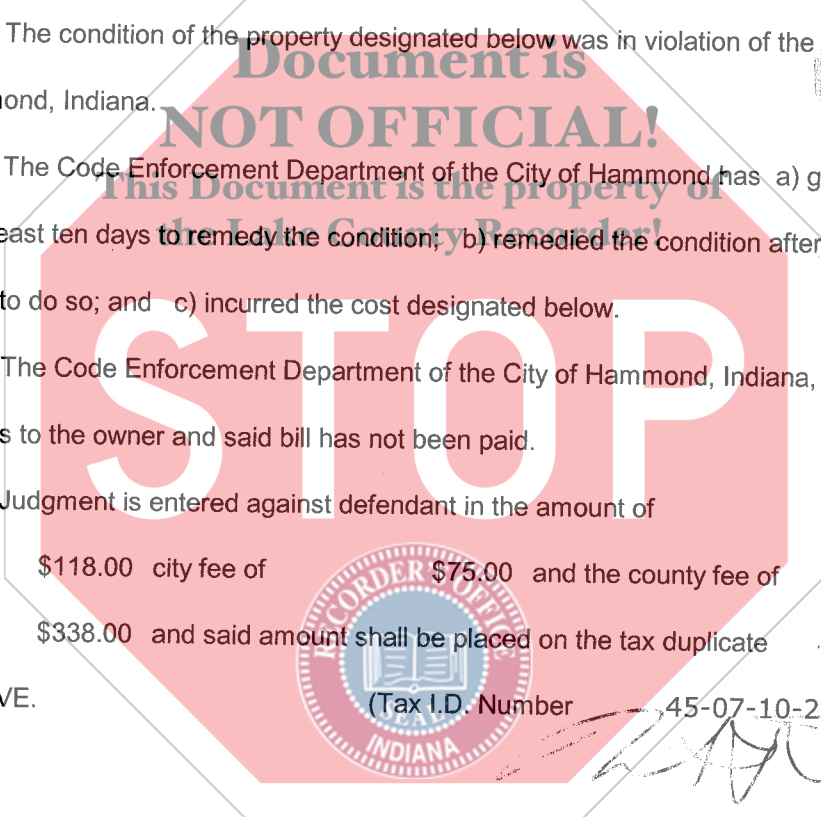 The condition of the property designated below was in violation of the
Document is
ond, Indiana.
NOT OFFICIAL!
The Code Enforcement Department of the City of Hammond has a) g
This Document is the property of
east ten days to remedy the condition; b) remedied the condition after
the Lake County Recorder!
to do so; and c) incurred the cost designated below.
STOP
The Code Enforcement Department of the City of Hammond, Indiana,
s to the owner and said bill has not been paid.
Judgment is entered against defendant in the amount of
$118.00 city fee of $75.00 and the county fee of
$338.00 and said amount shall be placed on the tax duplicate
RECORDER'S OFFICE
VE. (Tax I.D. Number 45-07-10-2
SEAL
INDIANA